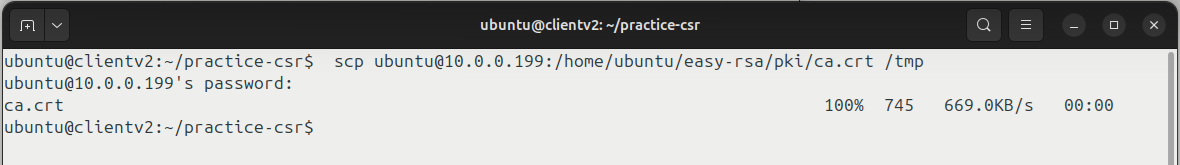 ubuntu@clientv2: ~/practice-csr
ubuntu@clientv2:~/practice-csr$  scp ubuntu@10.0.0.199:/home/ubuntu/easy-rsa/pki/ca.crt /tmp
ubuntu@10.0.0.199's password:
ca.crt 100% 745 669.0KB/s 00:00
ubuntu@clientv2:~/practice-csr$